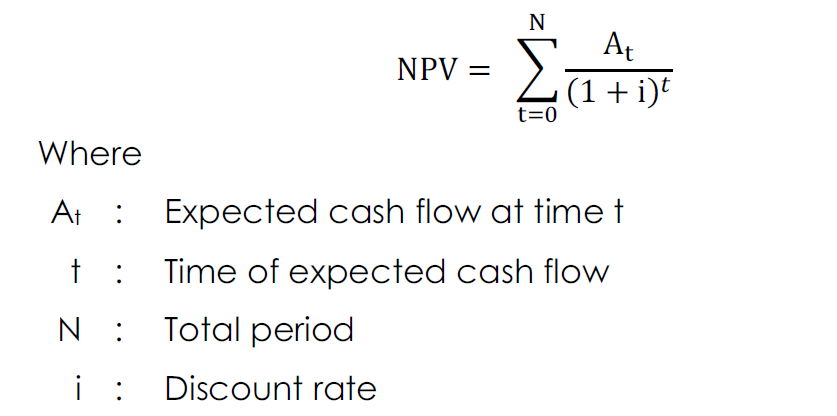 NPV = \sum_{t=0}^{N} \frac{A_t}{(1 + i)^t}
Where
A_t : Expected cash flow at time t
t : Time of expected cash flow
N : Total period
i : Discount rate